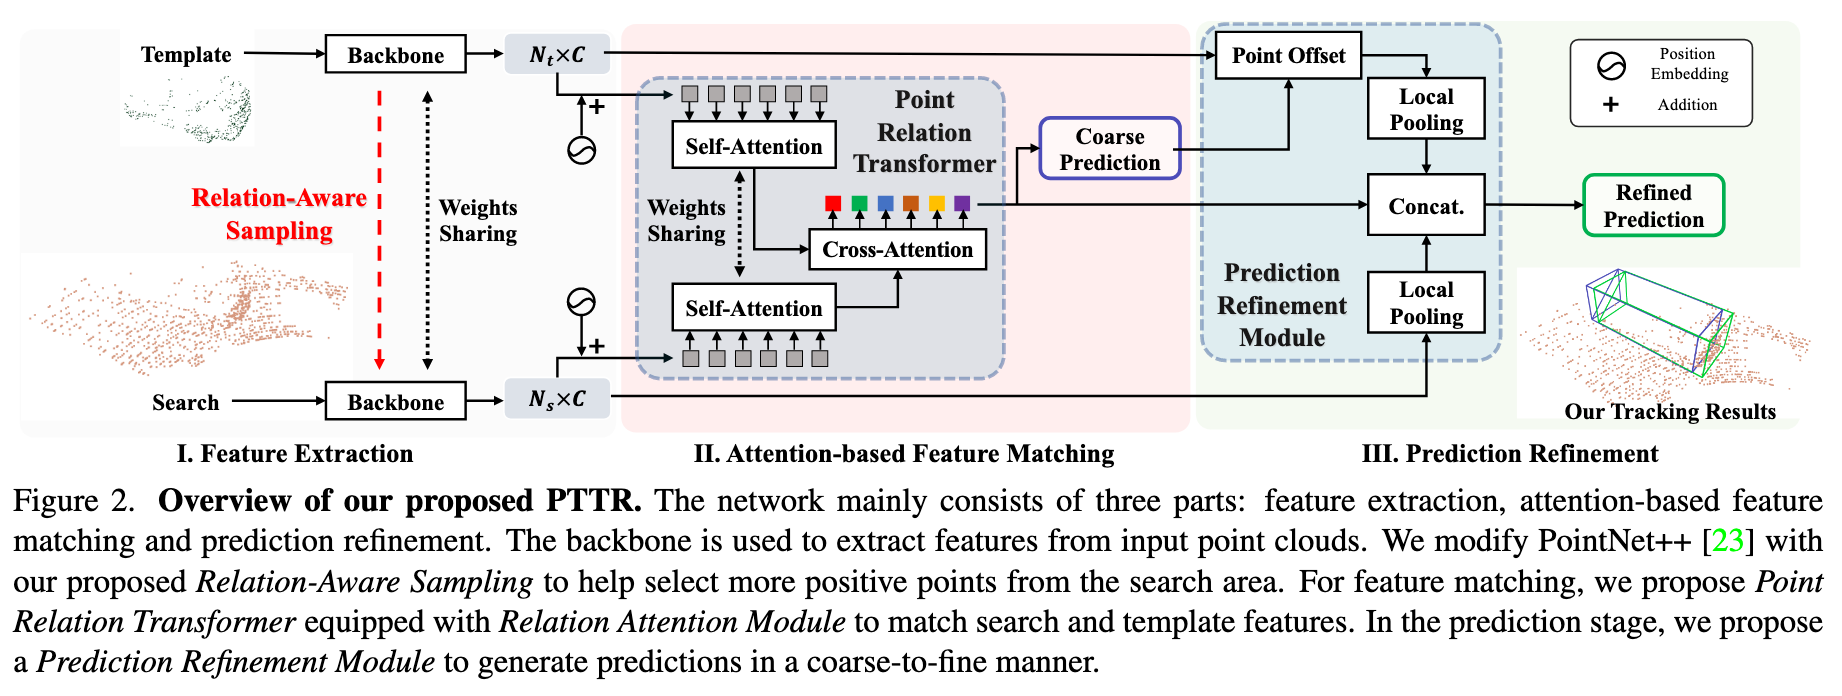 Template
Backbone
N_t×C
Point Offset
Position
Embedding
+
Addition
+
Point
Relation
Transformer
Self-Attention
Coarse
Prediction
Local
Pooling
Relation-Aware
Sampling
Weights
Sharing
Weights
Sharing
Cross-Attention
Concat.
Refined
Prediction
Prediction
Refinement
Module
Self-Attention
Local
Pooling
+
Search
Backbone
N_s×C
Our Tracking Results
I. Feature Extraction
II. Attention-based Feature Matching
III. Prediction Refinement
Figure 2. Overview of our proposed PTTR. The network mainly consists of three parts: feature extraction, attention-based feature
matching and prediction refinement. The backbone is used to extract features from input point clouds. We modify PointNet++ [23] with
our proposed Relation-Aware Sampling to help select more positive points from the search area. For feature matching, we propose Point
Relation Transformer equipped with Relation Attention Module to match search and template features. In the prediction stage, we propose
a Prediction Refinement Module to generate predictions in a coarse-to-fine manner.